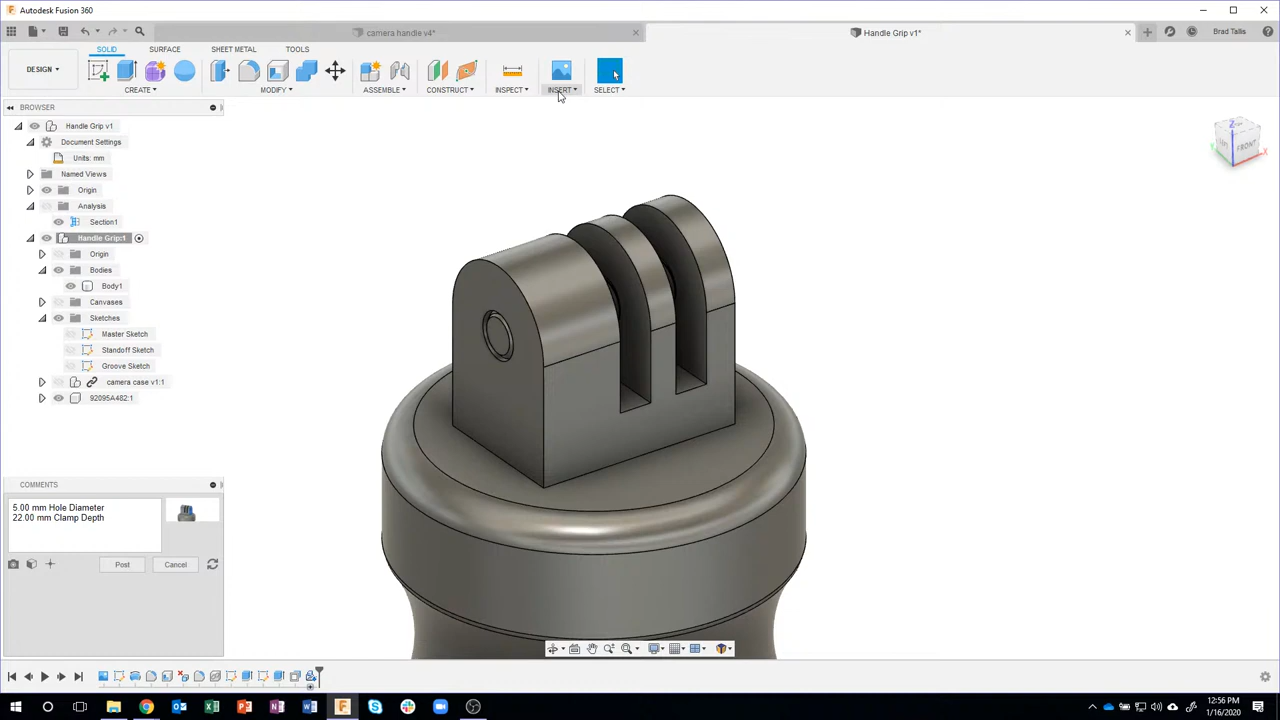 Autodesk Fusion 360
camera handle v4*
Handle Grip v1*
Brad Tallis
DESIGN
SOLID
SURFACE
SHEET METAL
TOOLS
CREATE
MODIFY
ASSEMBLE
CONSTRUCT
INSPECT
INSERT
SELECT
BROWSER
Handle Grip v1
Document Settings
Units: mm
Named Views
Origin
Analysis
Section1
Handle Grip:1
Origin
Bodies
Body1
Canvases
Sketches
Master Sketch
Standoff Sketch
Groove Sketch
camera case v1:1
92095A482:1
COMMENTS
5.00 mm Hole Diameter
22.00 mm Clamp Depth
Post
Cancel
Z
LEFT
FRONT
X
12:56 PM
1/16/2020